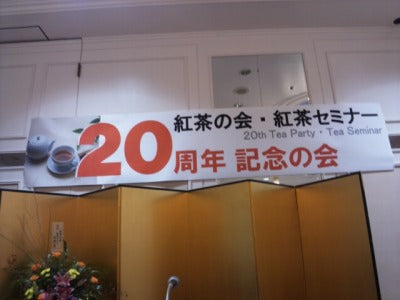 紅茶の会・紅茶セミナー
20th Tea Party・Tea Seminar
20周年 記念の会